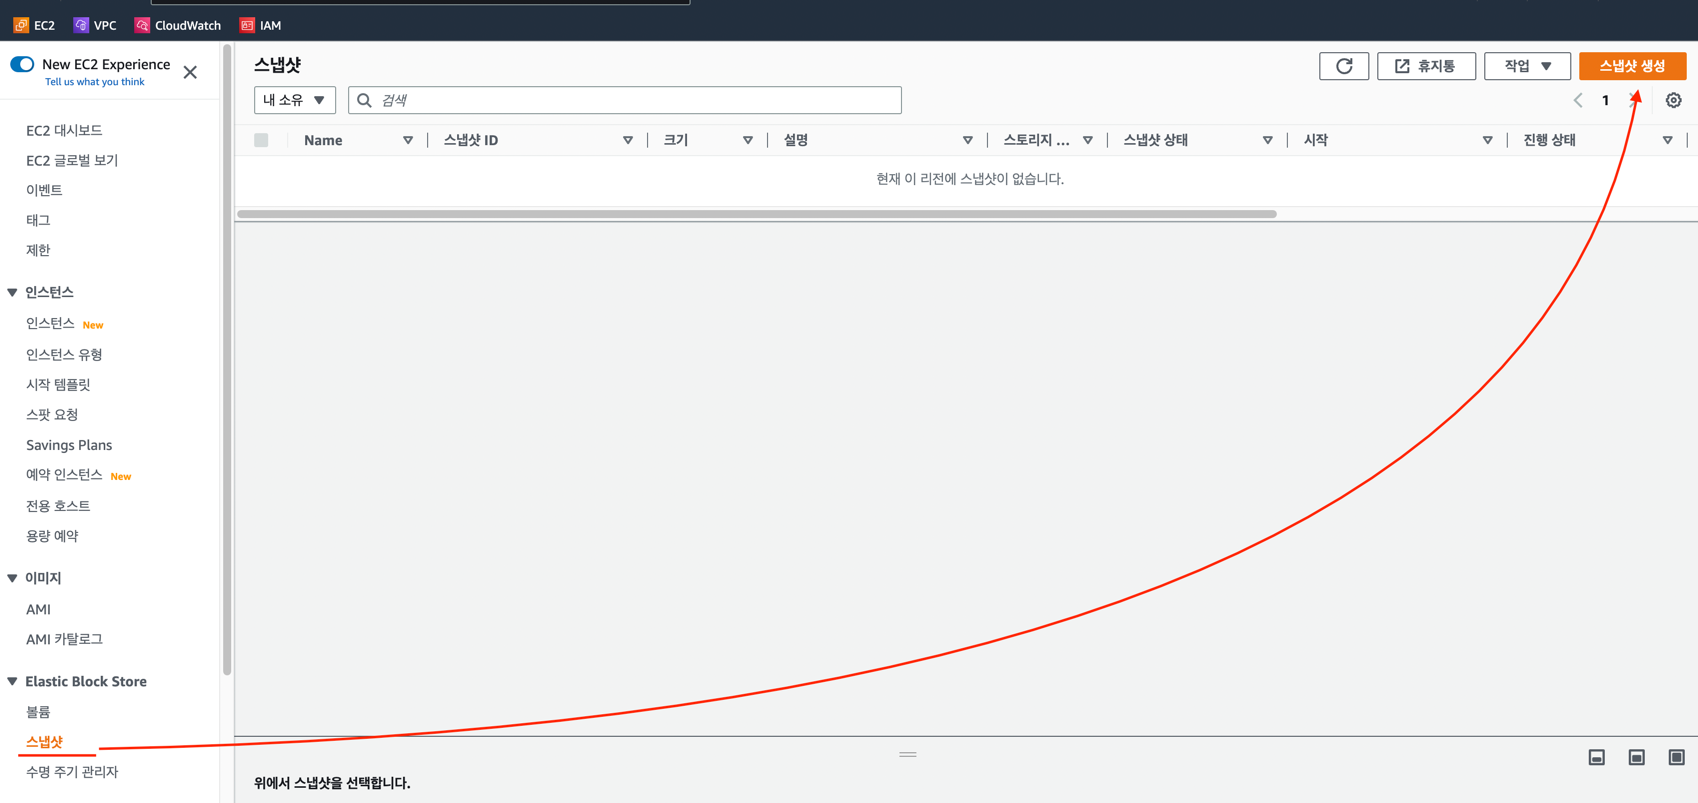 EC2 VPC CloudWatch IAM
New EC2 Experience
Tell us what you think
EC2 대시보드
EC2 글로벌 보기
이벤트
태그
제한
인스턴스
인스턴스 New
인스턴스 유형
시작 템플릿
스팟 요청
Savings Plans
예약 인스턴스 New
전용 호스트
용량 예약
이미지
AMI
AMI 카탈로그
Elastic Block Store
볼륨
스냅샷
수명 주기 관리자
스냅샷
휴지통 작업 스냅샷 생성
내 소유 검색 1
Name 스냅샷 ID 크기 설명 스토리지 ... 스냅샷 상태 시작 진행 상태
현재 이 리전에 스냅샷이 없습니다.
위에서 스냅샷을 선택합니다.